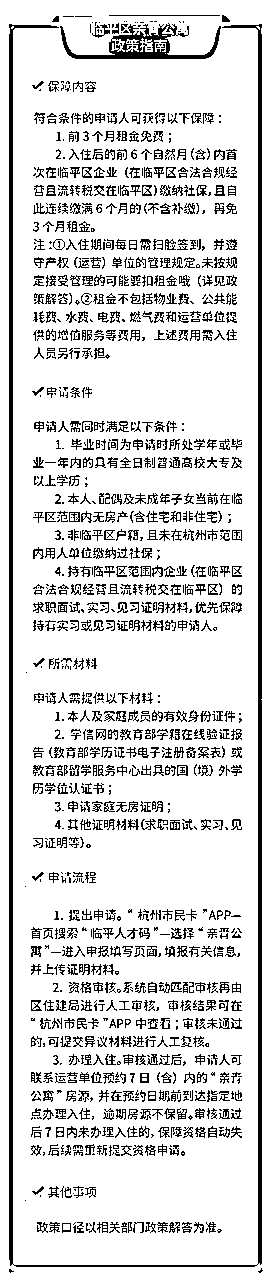 临平区亲青公寓
政策指南
保障内容
符合条件的申请人可获得以下保障：
1. 前3个月租金免费；
2. 入住后的前6个自然月(含)内首
次在临平区企业（在临平区合法合规经
营且流转税交在临平区)缴纳社保,且自
此连续缴满6个月的(不含补缴)，再免
3个月租金。
注:①入住期间每日需扫脸签到，并遵
守产权（运营）单位的管理规定。未按规
定接受管理的可能要扣租金哦（详见政
策解答)。②租金不包括物业费、公共能
耗费、水费、电费、燃气费和运营单位提
供的增值服务等费用，上述费用需入住
人员另行承担。
申请条件
申请人需同时满足以下条件：
1. 毕业时间为申请时所处学年或毕
业一年内的具有全日制普通高校大专及
以上学历；
2. 本人、配偶及未成年子女当前在临
平区范围内无房产(含住宅和非住宅)；
3. 非临平区户籍，且未在杭州市范围
内用人单位缴纳过社保；
4. 持有临平区范围内企业(在临平区
合法合规经营且流转税交在临平区）的
求职面试、实习、见习证明材料,优先保障
持有实习或见习证明材料的申请人。
所需材料
申请人需提供以下材料：
1. 本人及家庭成员的有效身份证件；
2. 学信网的教育部学籍在线验证报
告（教育部学历证书电子注册备案表）或
教育部留学服务中心出具的国（境）外学
历学位认证书；
3. 申请家庭无房证明；
4. 其他证明材料(求职面试、实习、见
习证明等)。
申请流程
1. 提出申请。“杭州市民卡”APP—
首页搜索“临平人才码”—选择“亲青公
寓”—进入申报填写页面,填报有关信息，
并上传证明材料。
2. 资格审核。系统自动匹配审核再由
区住建局进行人工审核，审核结果可在
“杭州市民卡”APP中查看；审核未通过
的,可提交异议材料进行人工复核。
3. 办理入住。审核通过后，申请人可
联系运营单位预约7日（含）内的“亲青
公寓”房源，并在预约日期前到达指定地
点办理入住，逾期房源不保留。审核通过
后7日内未办理入住的，保障资格自动失
效,后续需重新提交资格申请。
其他事项
政策口径以相关部门政策解答为准。